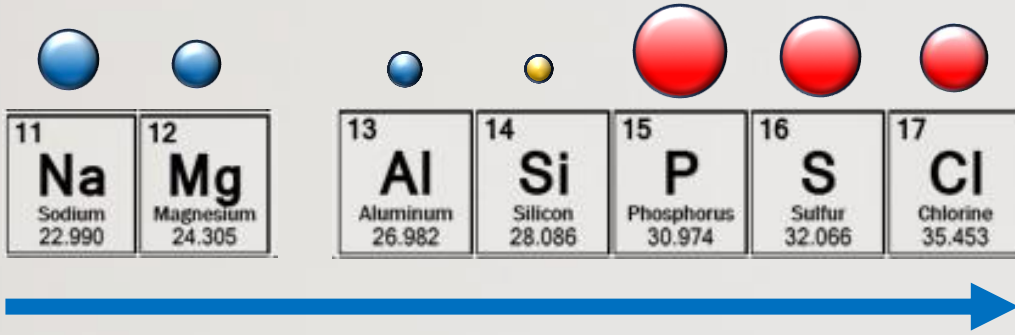 11
Na
Sodium
22.990
12
Mg
Magnesium
24.305
13
Al
Aluminum
26.982
14
Si
Silicon
28.086
15
P
Phosphorus
30.974
16
S
Sulfur
32.066
17
Cl
Chlorine
35.453